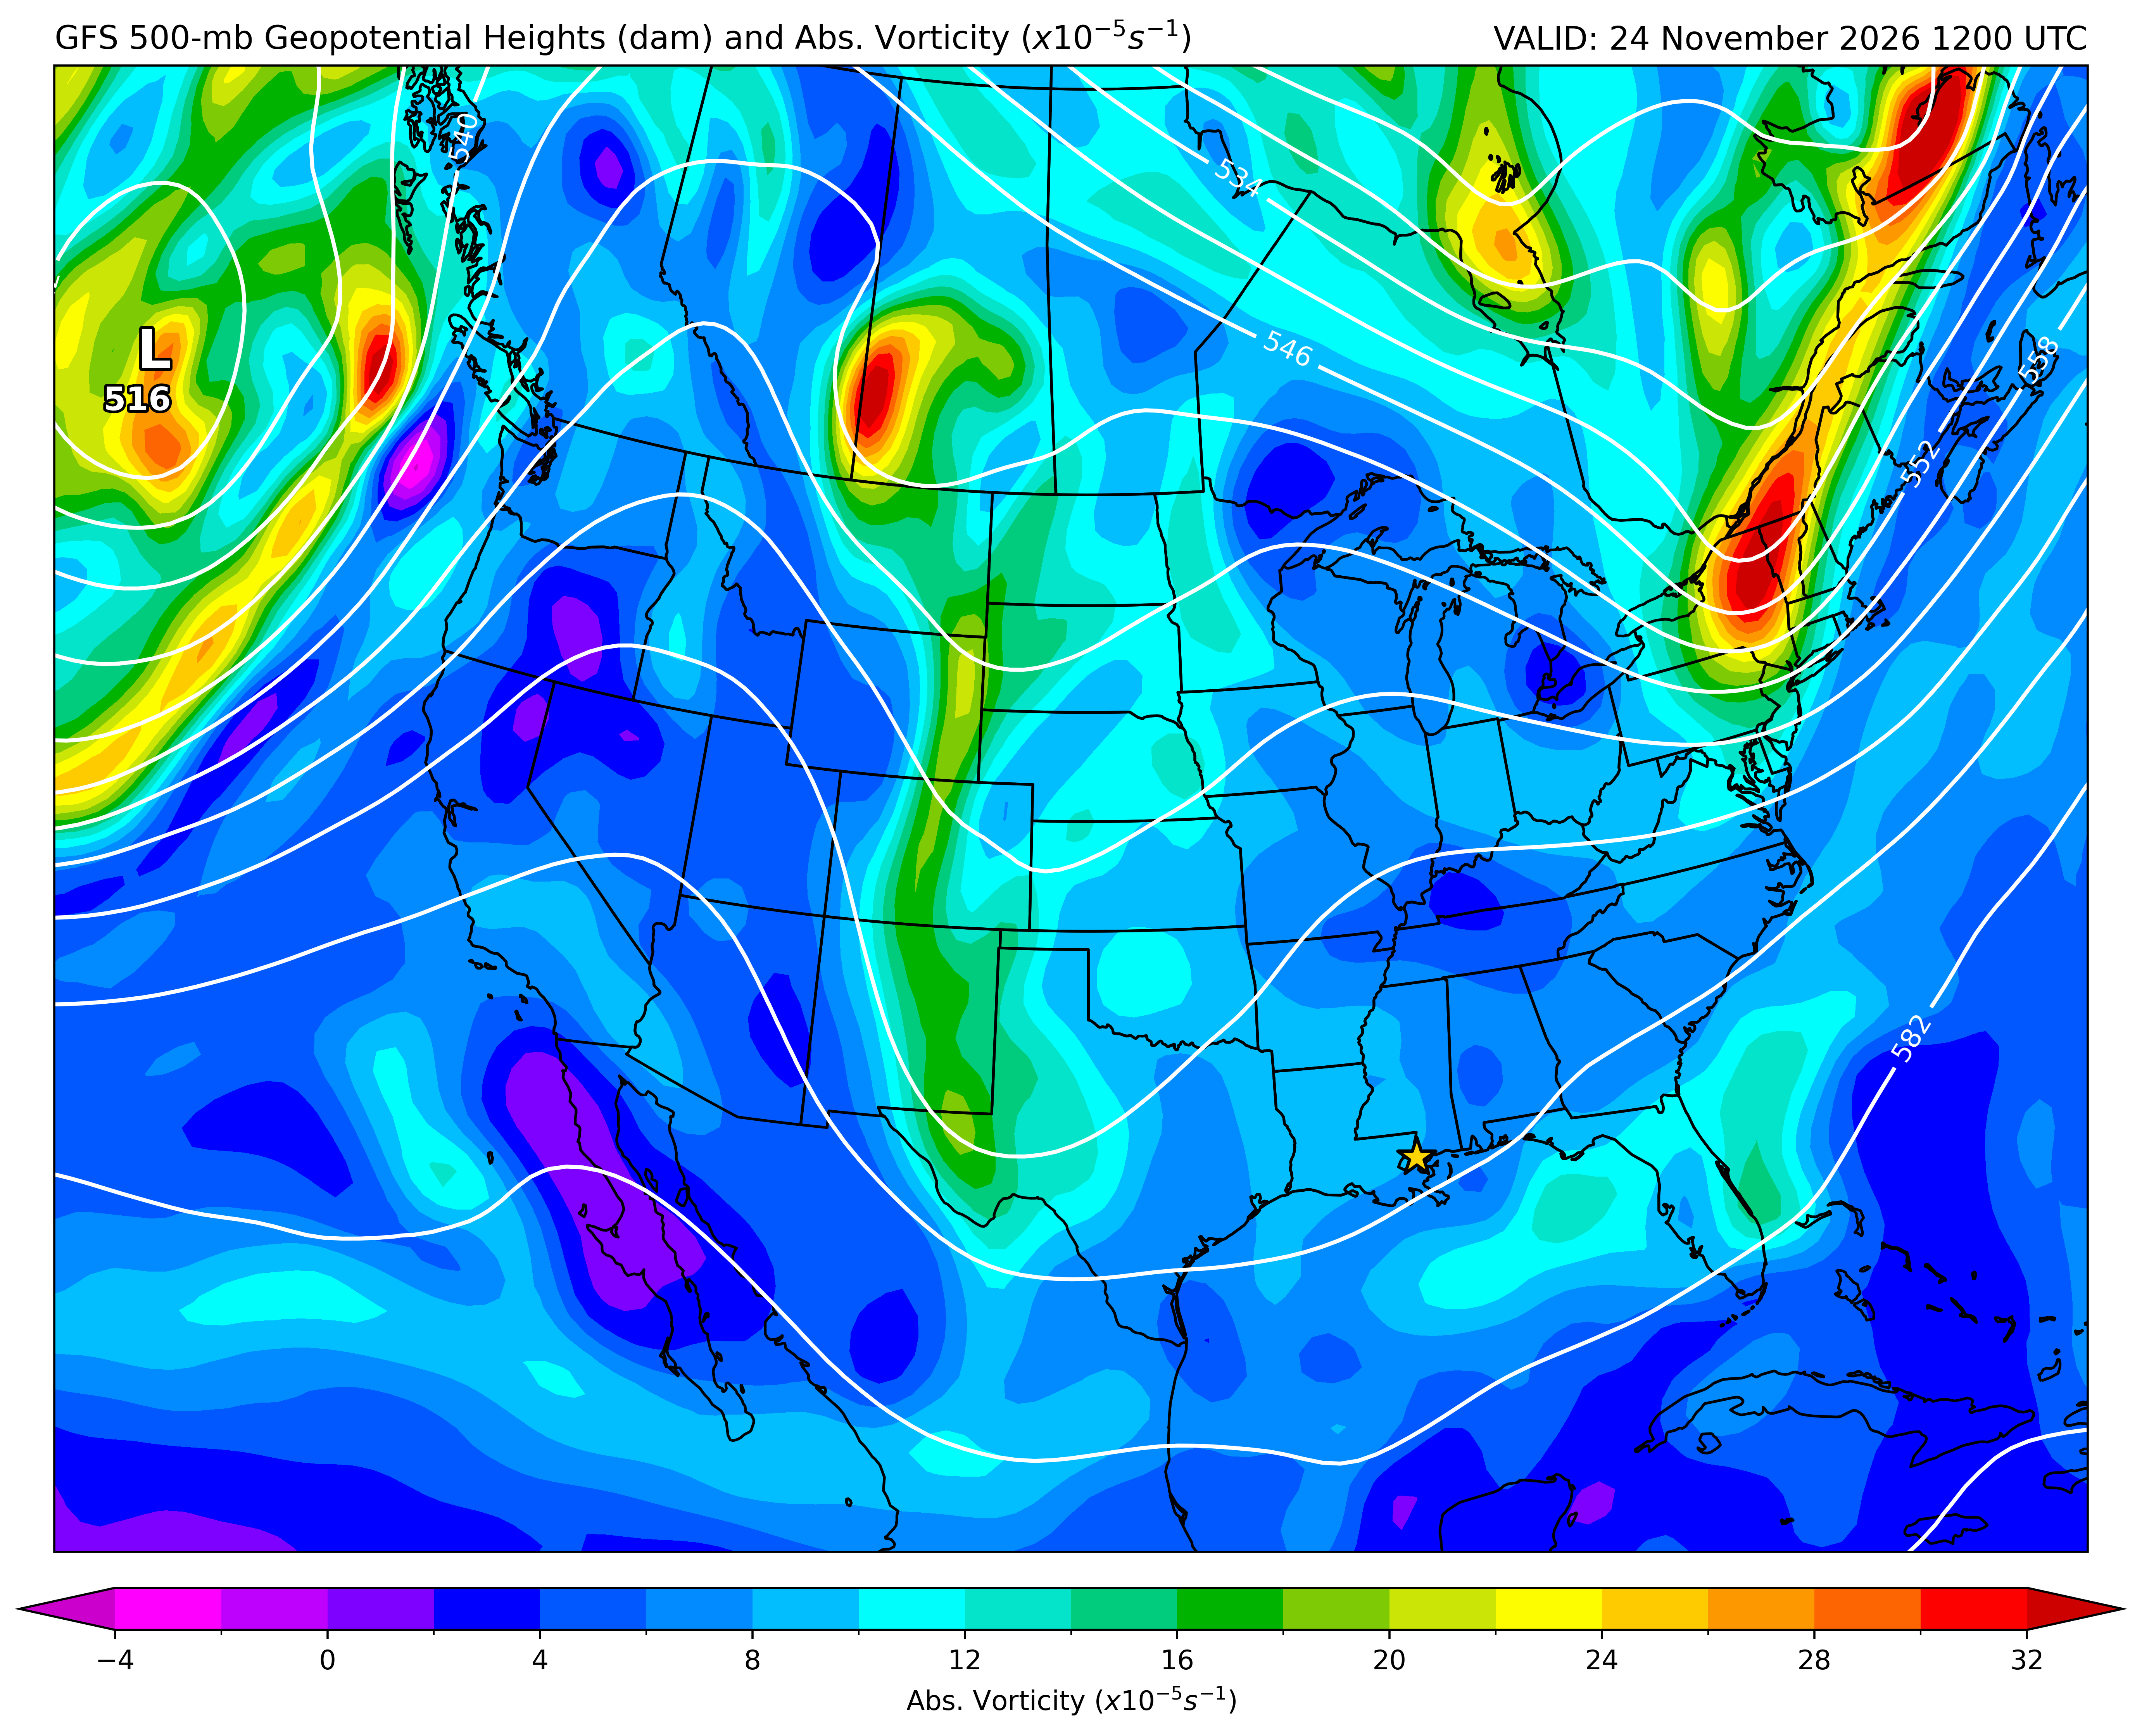 GFS 500-mb Geopotential Heights (dam) and Abs. Vorticity (x10⁻⁵s⁻¹)
VALID: 24 November 2026 1200 UTC
540
534
546
558
552
582
L
516
−4 0 4 8 12 16 20 24 28 32
Abs. Vorticity (x10⁻⁵s⁻¹)